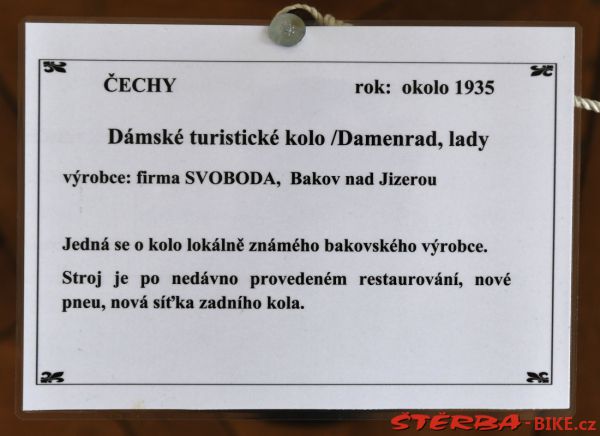 ČECHY rok: okolo 1935
Dámské turistické kolo /Damenrad, lady
výrobce: firma SVOBODA, Bakov nad Jizerou
Jedná se o kolo lokálně známého bakovského výrobce.
Stroj je po nedávno provedeném restaurování, nové
pneu, nová síťka zadního kola.
ŠTĚRBA-BIKE.cz